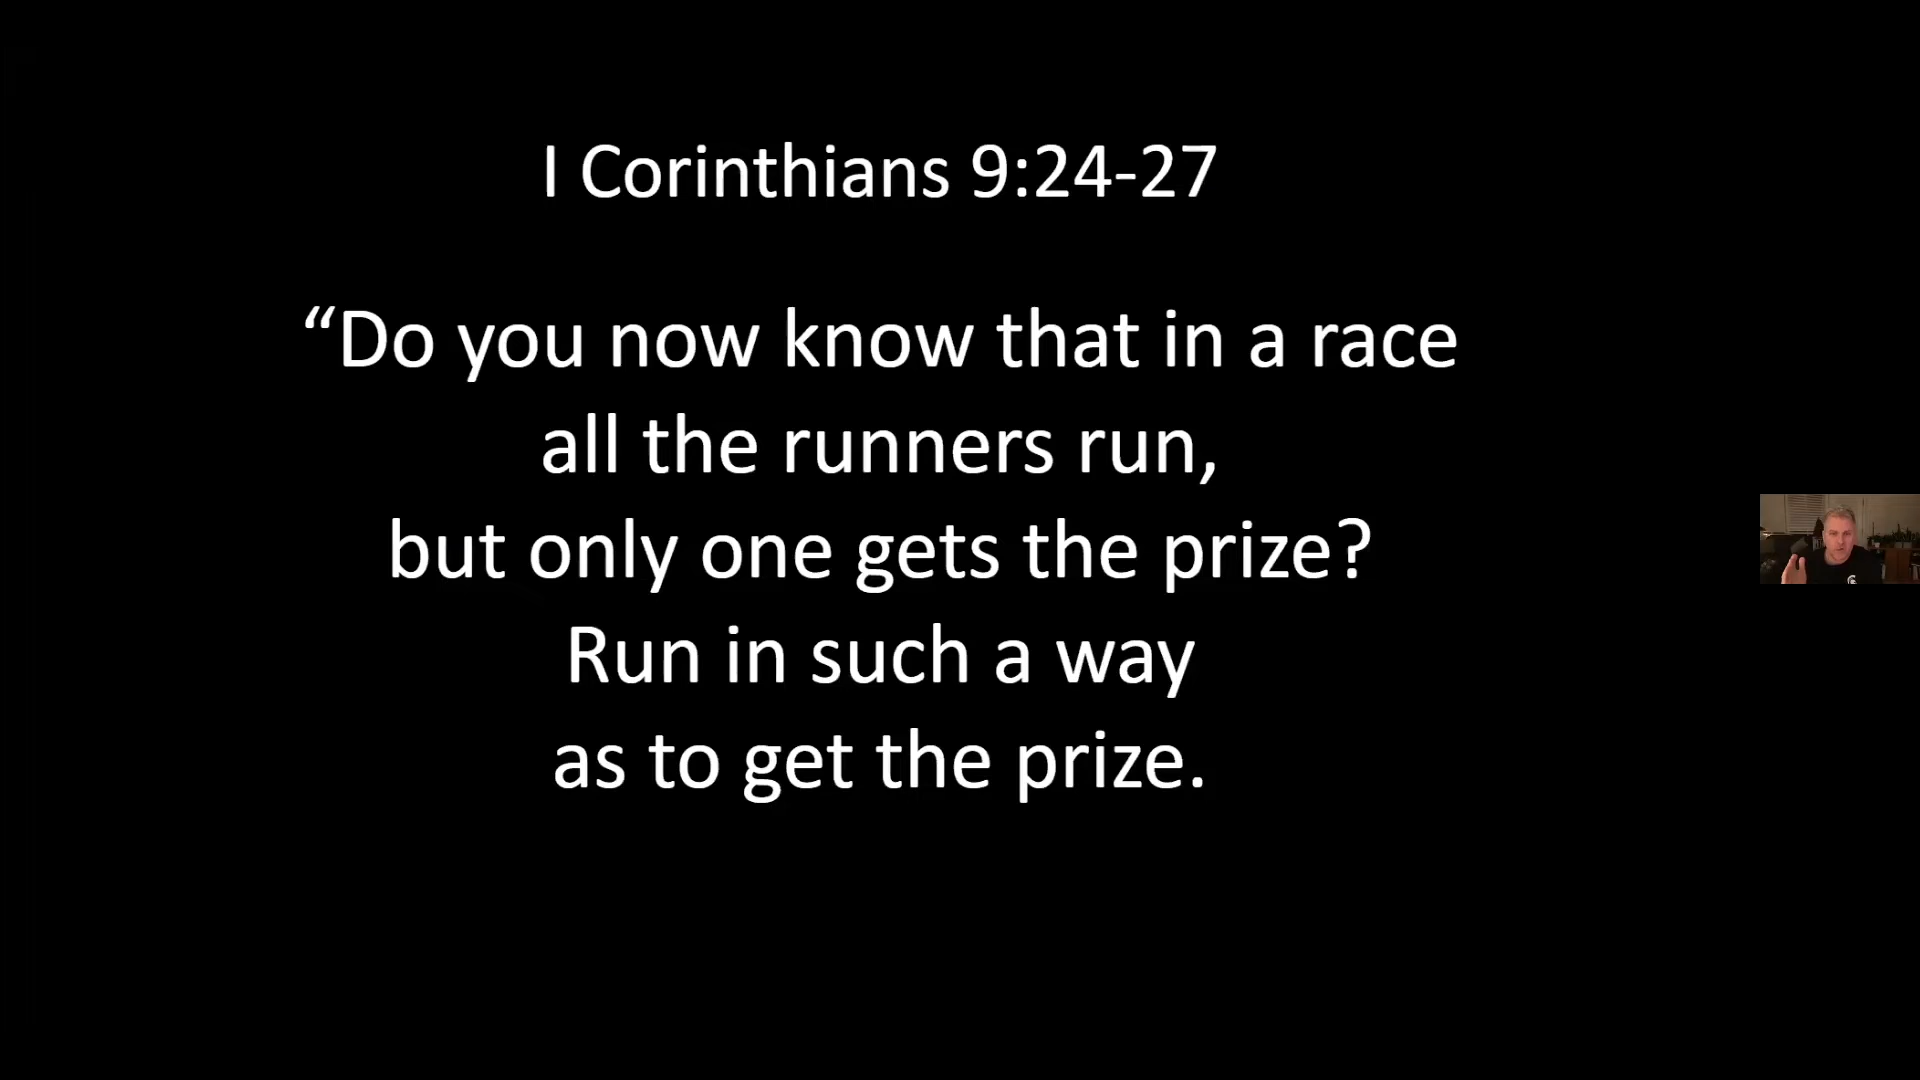 I Corinthians 9:24-27
“Do you now know that in a race
all the runners run,
but only one gets the prize?
Run in such a way
as to get the prize.